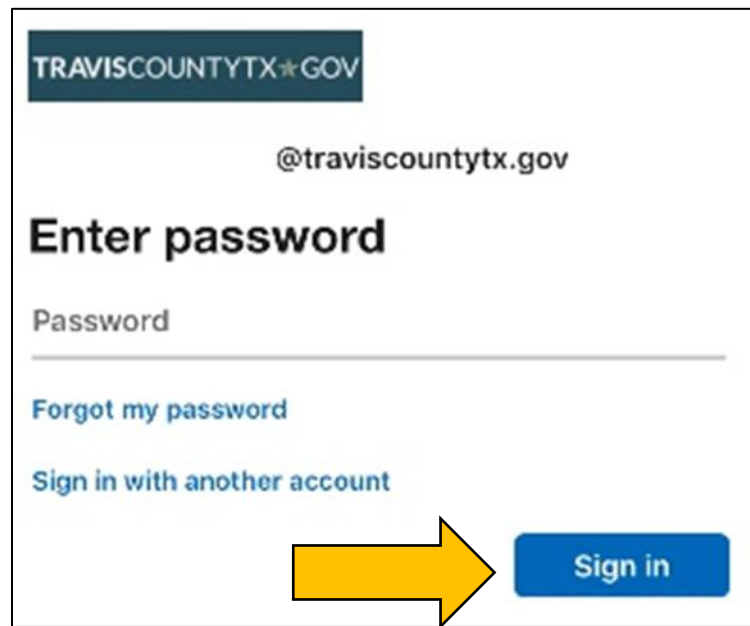 TRAVISCOUNTYTX★GOV
@traviscountytx.gov
Enter password
Password
Forgot my password
Sign in with another account
Sign in